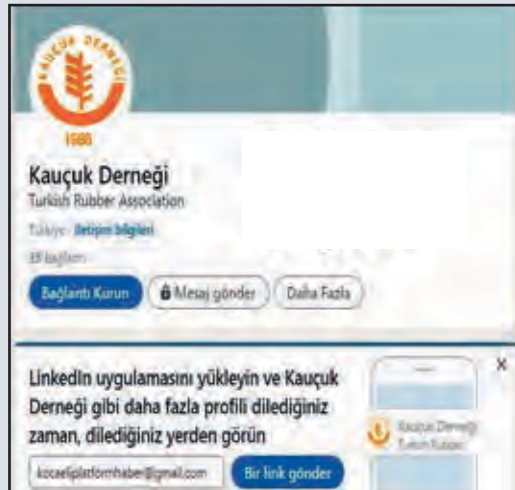 KAUÇUK DERNEĞİ
Kauçuk Derneği
Turkish Rubber Association
Türkiye İletişim bilgileri
Bağlantı Kurun
Mesaj gönder
Daha Fazla
LinkedIn uygulamasını yükleyin ve Kauçuk
Derneği gibi daha fazla profili dilediğiniz
zaman, dilediğiniz yerden görün
X
kocaeliplatformhaber@gmail.com
Bir link gönder
Kauçuk Derneği